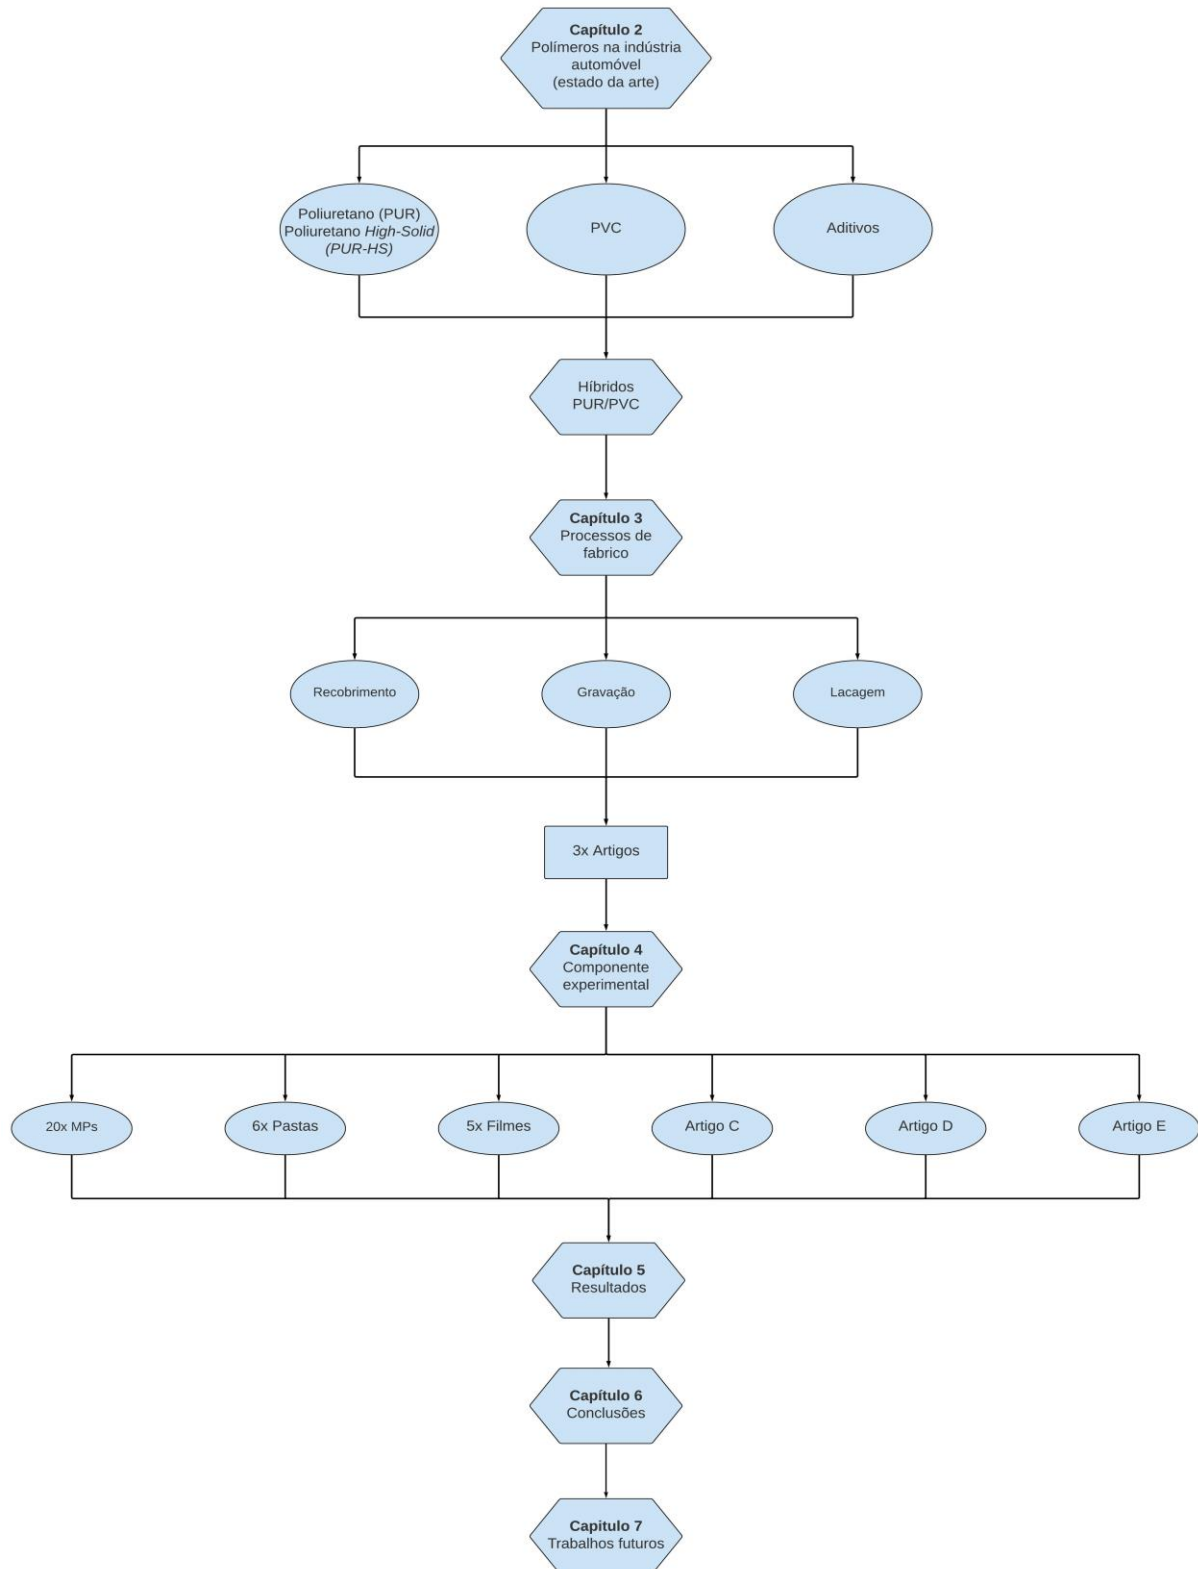 Capítulo 2
Polímeros na indústria
automóvel
(estado da arte)
Poliuretano (PUR)
Poliuretano High-Solid
(PUR-HS)
PVC
Aditivos
Híbridos
PUR/PVC
Capítulo 3
Processos de
fabrico
Recobrimento
Gravação
Lacagem
3x Artigos
Capítulo 4
Componente
experimental
20x MPs
6x Pastas
5x Filmes
Artigo C
Artigo D
Artigo E
Capítulo 5
Resultados
Capítulo 6
Conclusões
Capitulo 7
Trabalhos futuros